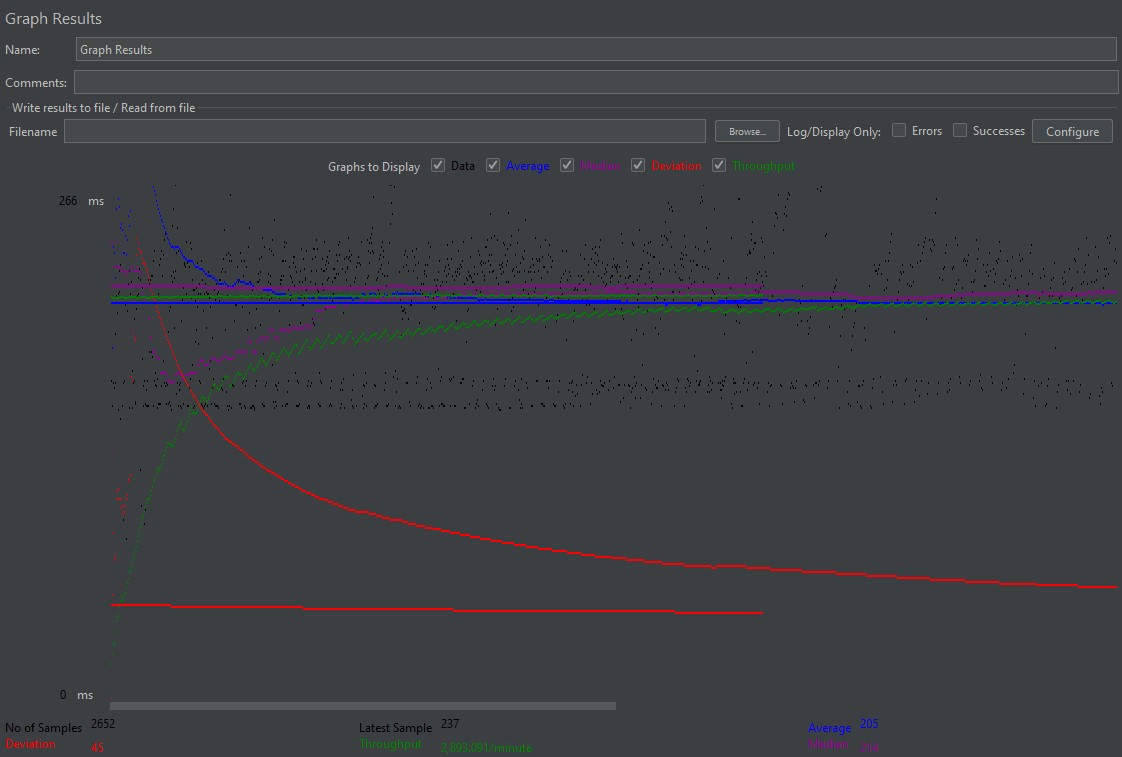 Graph Results
Name: Graph Results
Comments:
Write results to file / Read from file
Filename Browse... Log/Display Only: Errors Successes Configure
Graphs to Display Data Average Median Deviation Throughput
266 ms
0 ms
No of Samples 2652 Latest Sample 237 Average 205
Deviation 45 Throughput 2,893.091/minute Median